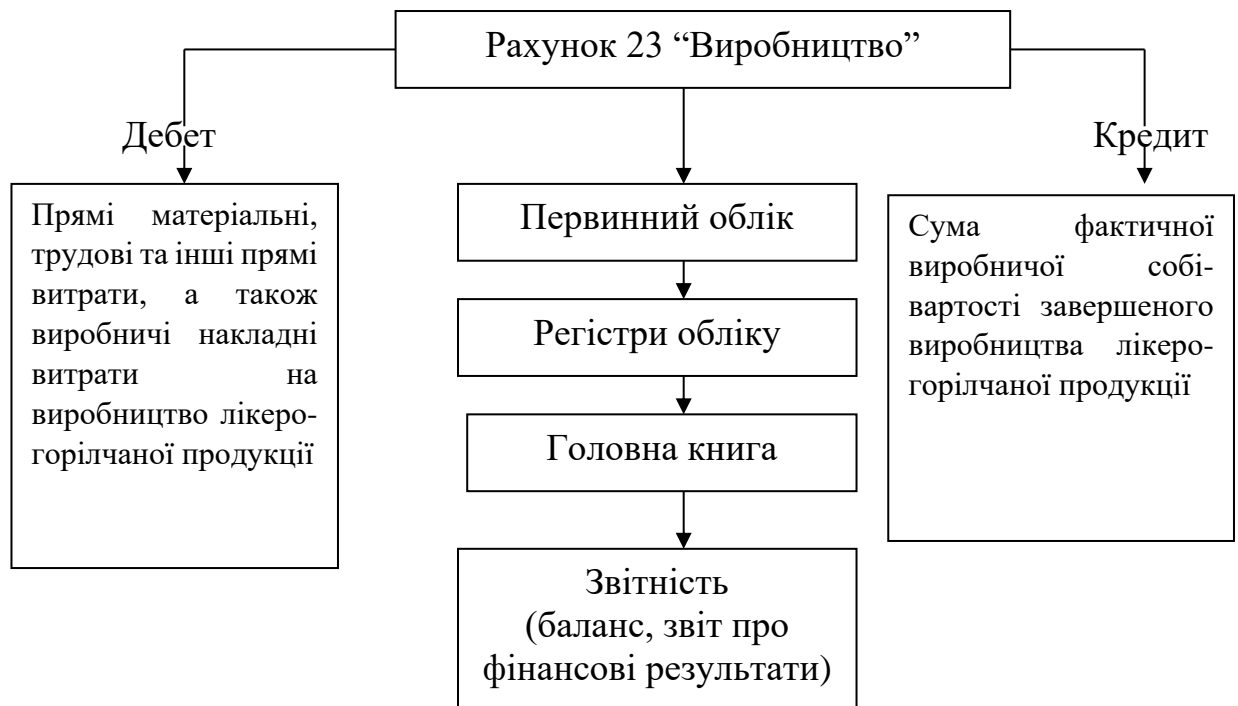 Рахунок 23 “Виробництво”
Дебет
Кредит
Прямі матеріальні,
трудові та інші прямі
витрати, а також
виробничі накладні
витрати на
виробництво лікеро-
горілчаної продукції
Первинний облік
Регістри обліку
Головна книга
Звітність
(баланс, звіт про
фінансові результати)
Сума фактичної
виробничої собі-
вартості завершеного
виробництва лікеро-
горілчаної продукції